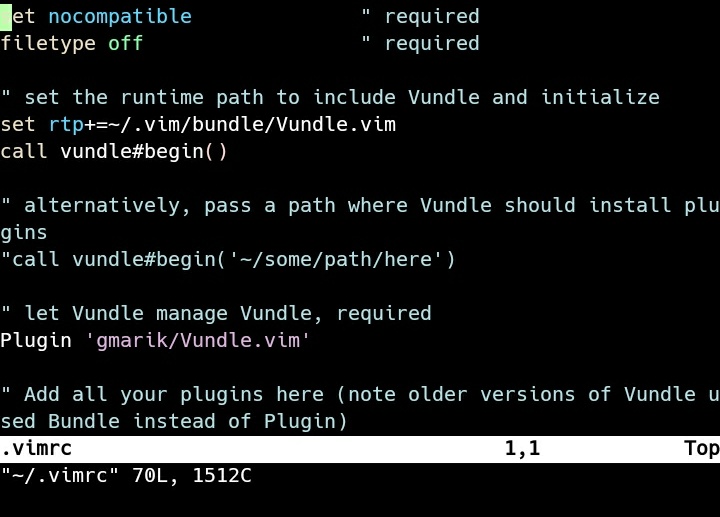 set nocompatible              " required
filetype off                  " required

" set the runtime path to include Vundle and initialize
set rtp+=~/.vim/bundle/Vundle.vim
call vundle#begin()

" alternatively, pass a path where Vundle should install plu
gins
"call vundle#begin('~/some/path/here')

" let Vundle manage Vundle, required
Plugin 'gmarik/Vundle.vim'

" Add all your plugins here (note older versions of Vundle u
sed Bundle instead of Plugin)
.vimrc                                    1,1            Top
"~/.vimrc" 70L, 1512C